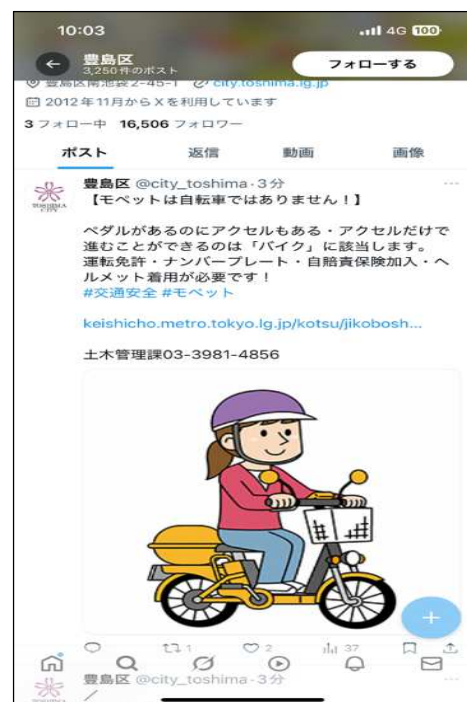 10:03
4G 100
豊島区
3,250 件のポスト
フォローする
豊島区南池袋2-45-1 city.toshima.lg.jp
2012年11月からXを利用しています
3 フォロー中 16,506 フォロワー
ポスト 返信 動画 画像
豊島区 @city_toshima・3分
【モペットは自転車ではありません！】
ペダルがあるのにアクセルもある・アクセルだけで
進むことができるのは「バイク」に該当します。
運転免許・ナンバープレート・自賠責保険加入・ヘ
ルメット着用が必要です！
#交通安全 #モペット
keishicho.metro.tokyo.lg.jp/kotsu/jikobosh...
土木管理課03-3981-4856
1 2 37
豊島区 @city_toshima・3分